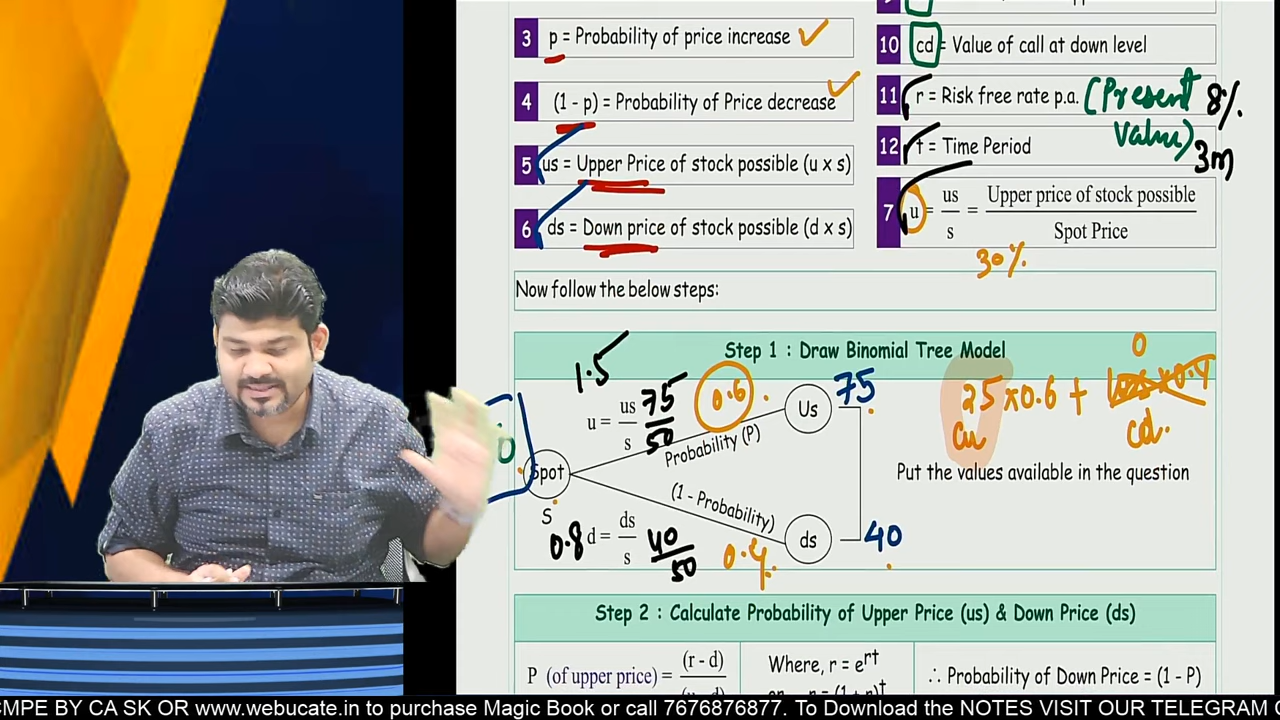 3 p = Probability of price increase
4 (1 - p) = Probability of Price decrease
5 us = Upper Price of stock possible (u x s)
6 ds = Down price of stock possible (d x s)
10 cd = Value of call at down level
11 r = Risk free rate p.a. (Present Value) 8%
12 t = Time Period 3m
7 u = us / s = Upper price of stock possible / Spot Price
30%
Now follow the below steps:
Step 1 : Draw Binomial Tree Model
1.5
u = us / s 75 / 50
0.6
Probability (P)
Us
75
25 x 0.6 +
0
cu
cd
Put the values available in the question
Spot
S
(1 - Probability)
0.8 d = ds / s 40 / 50
0.4
ds
40
Step 2 : Calculate Probability of Upper Price (us) & Down Price (ds)
P (of upper price) = (r - d)
Where, r = e^rt
∴ Probability of Down Price = (1 - P)
CMPE BY CA SK OR www.webucate.in to purchase Magic Book or call 7676876877. To Download the NOTES VISIT OUR TELEGRAM